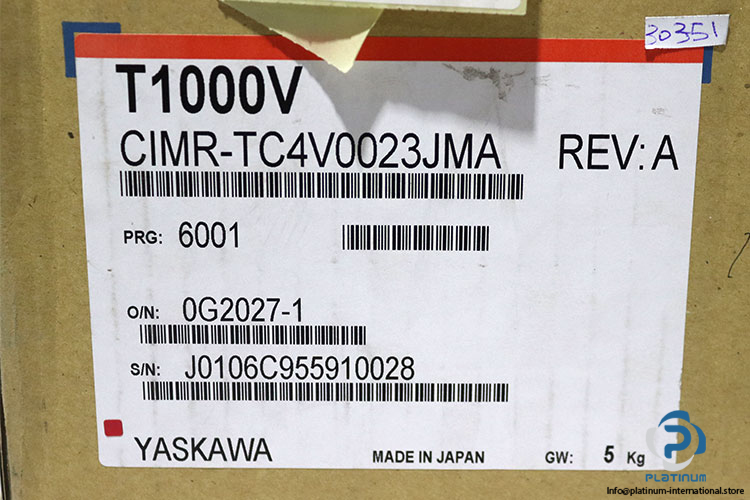 30351
T1000V
CIMR-TC4V0023JMA REV: A
PRG: 6001
O/N: 0G2027-1
S/N: J0106C955910028
YASKAWA MADE IN JAPAN GW: 5 Kg
PLATINUM
Info@platinum-international.store